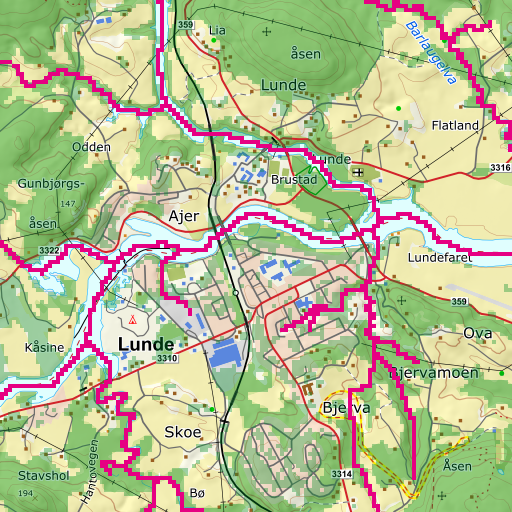 359
Lia
åsen
Barlaugelva
Lunde
Flatland
Odden
Lunde
3316
Gunbjørgs-
åsen
147
Brustad
Ajer
3322
Lundefaret
359
Ova
Kåsine
Lunde
3310
Bjervamoen
Bjerva
Skoe
Hantovegen
Stavshol
194
Bø
3314
Åsen